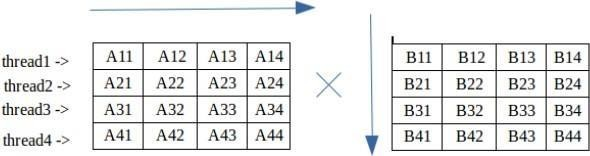 thread1 -> A11 A12 A13 A14 B11 B12 B13 B14
thread2 -> A21 A22 A23 A24 B21 B22 B23 B24
thread3 -> A31 A32 A33 A34 B31 B32 B33 B34
thread4 -> A41 A42 A43 A44 B41 B42 B43 B44